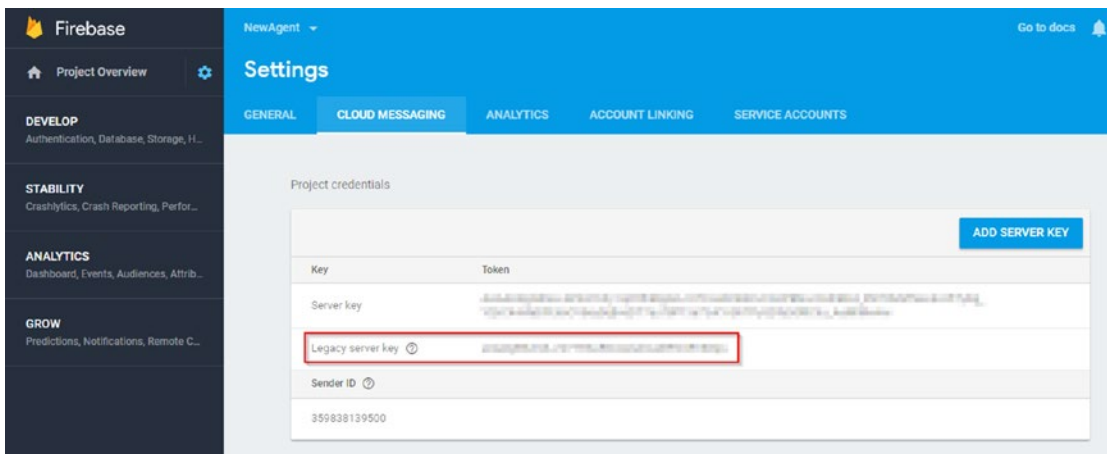 Firebase
NewAgent
Go to docs
Project Overview
Settings
GENERAL
CLOUD MESSAGING
ANALYTICS
ACCOUNT LINKING
SERVICE ACCOUNTS
DEVELOP
Authentication, Database, Storage, H...
STABILITY
Crashlytics, Crash Reporting, Perfor...
ANALYTICS
Dashboard, Events, Audiences, Attrib...
GROW
Predictions, Notifications, Remote C...
Project credentials
ADD SERVER KEY
Key Token
Server key
Legacy server key
Sender ID
359838139500